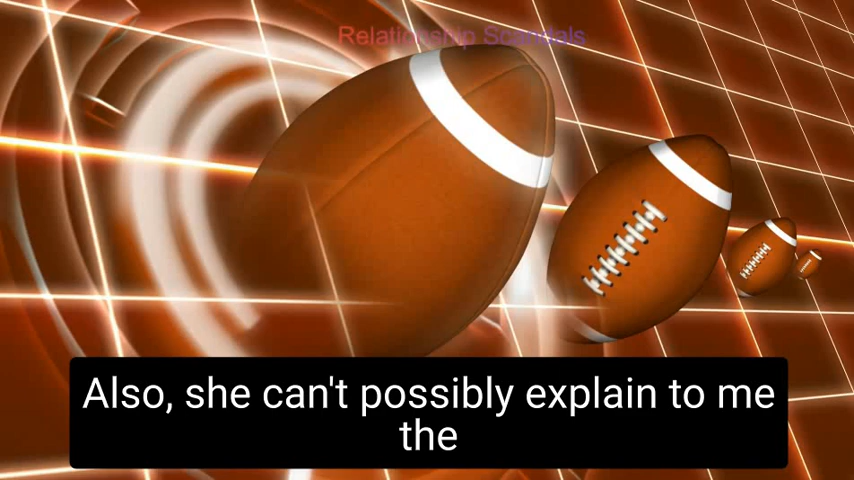 Relationship Scandals
Also, she can't possibly explain to me
the